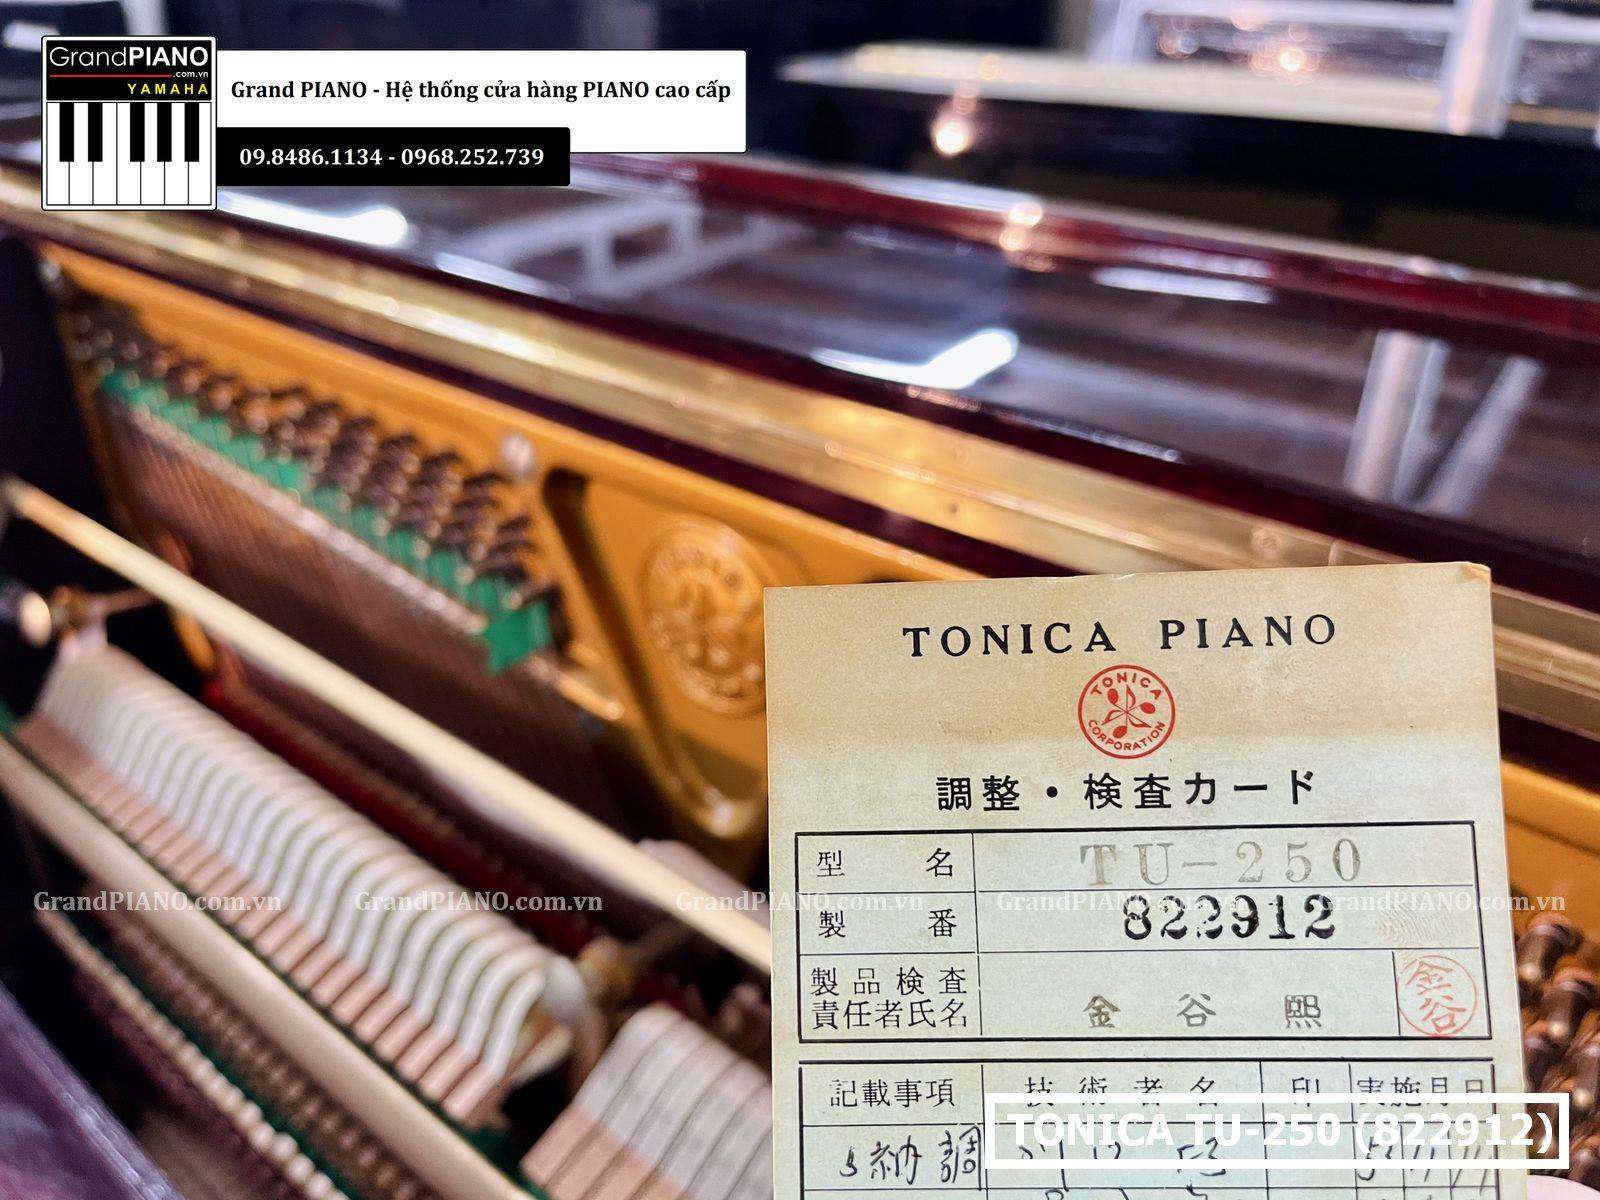 GrandPIANO
.com.vn
YAMAHA
Grand PIANO - Hệ thống cửa hàng PIANO cao cấp
09.8486.1134 - 0968.252.739
TONICA PIANO
TONICA
CORPORATION
調整・検査カード
型名 TU-250
GrandPIANO.com.vn GrandPIANO.com.vn GrandPIANO.com.vn GrandPIANO.com.vn GrandPIANO.com.vn
製番 822912
製品検査
責任者氏名 金谷熙 金谷
記載事項 技術者名 印 実施月日
TONICA TU-250 (822912)
納調